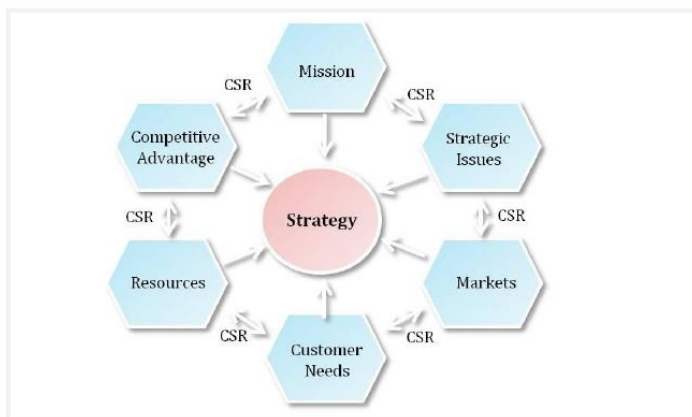 Mission
CSR
CSR
Competitive
Advantage
Strategic
Issues
Strategy
CSR
CSR
Resources
Markets
CSR
CSR
Customer
Needs